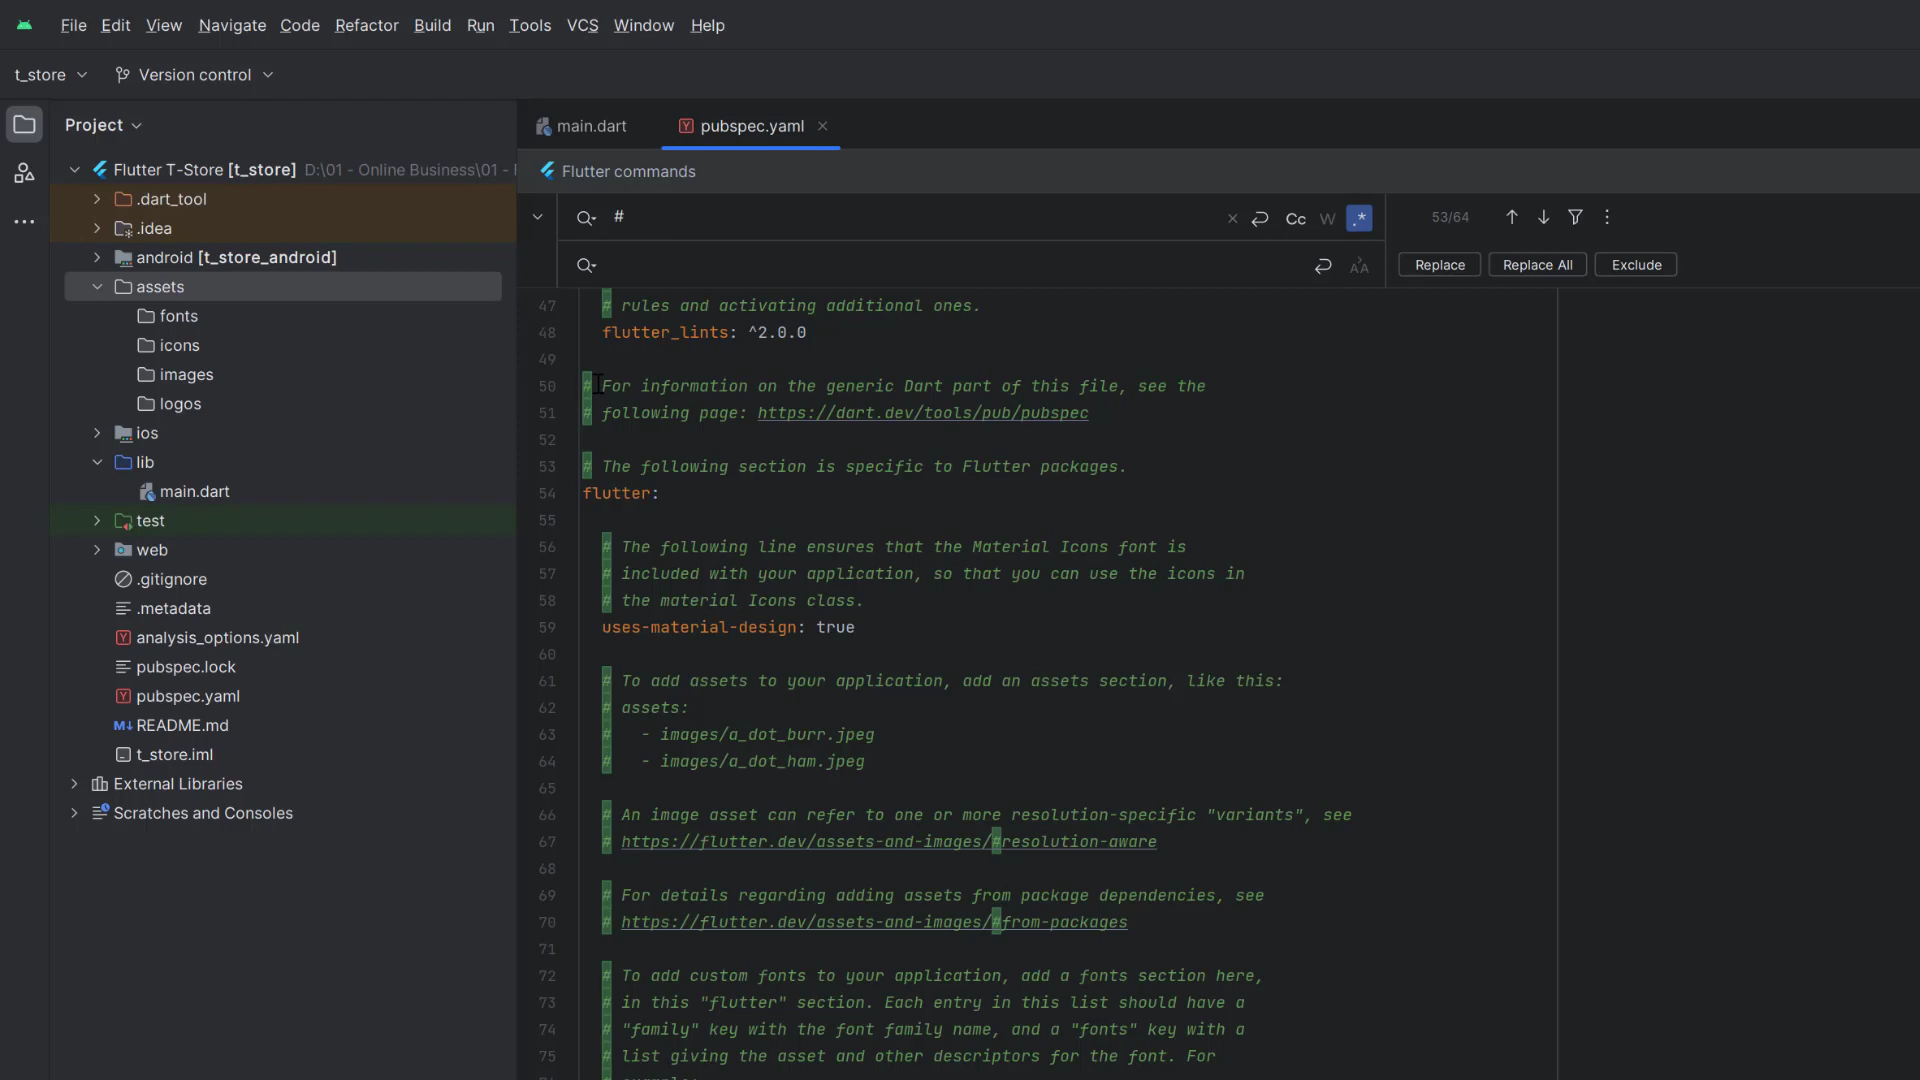 File Edit View Navigate Code Refactor Build Run Tools VCS Window Help
t_store Version control
Project
main.dart pubspec.yaml
Flutter T-Store [t_store] D:\01 - Online Business\01 -
Flutter commands
.dart_tool
.idea
android [t_store_android]
assets
fonts
icons
images
logos
ios
lib
main.dart
test
web
.gitignore
.metadata
analysis_options.yaml
pubspec.lock
pubspec.yaml
README.md
t_store.iml
External Libraries
Scratches and Consoles
# Cc W .* 53/64
Replace Replace All Exclude
47 # rules and activating additional ones.
48 flutter_lints: ^2.0.0
49
50 # For information on the generic Dart part of this file, see the
51 # following page: https://dart.dev/tools/pub/pubspec
52
53 # The following section is specific to Flutter packages.
54 flutter:
55
56 # The following line ensures that the Material Icons font is
57 # included with your application, so that you can use the icons in
58 # the material Icons class.
59 uses-material-design: true
60
61 # To add assets to your application, add an assets section, like this:
62 # assets:
63 #   - images/a_dot_burr.jpeg
64 #   - images/a_dot_ham.jpeg
65
66 # An image asset can refer to one or more resolution-specific "variants", see
67 # https://flutter.dev/assets-and-images/#resolution-aware
68
69 # For details regarding adding assets from package dependencies, see
70 # https://flutter.dev/assets-and-images/#from-packages
71
72 # To add custom fonts to your application, add a fonts section here,
73 # in this "flutter" section. Each entry in this list should have a
74 # "family" key with the font family name, and a "fonts" key with a
75 # list giving the asset and other descriptors for the font. For